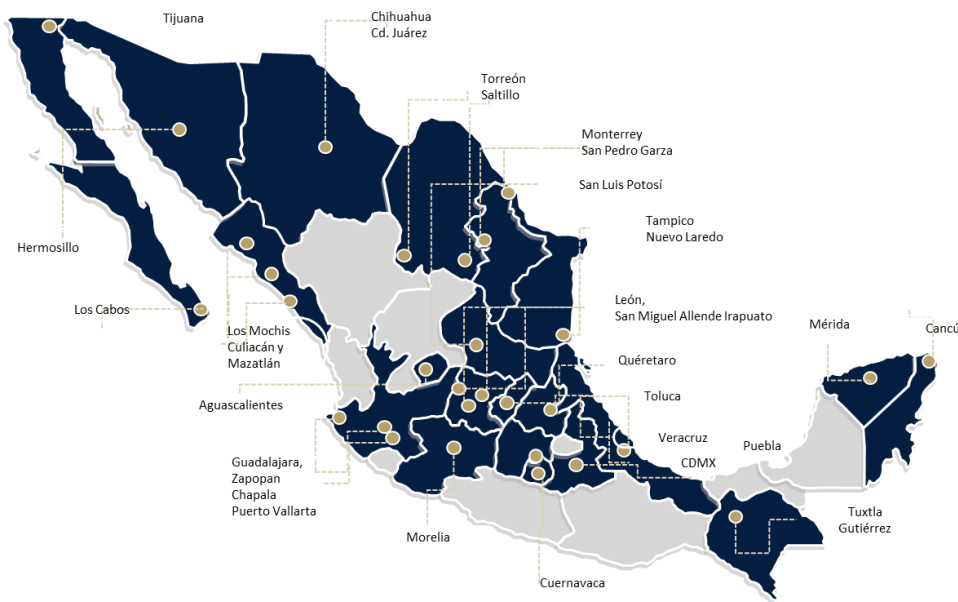 Tijuana
Chihuahua
Cd. Juárez
Torreón
Saltillo
Monterrey
San Pedro Garza
San Luis Potosí
Tampico
Nuevo Laredo
Hermosillo
Los Cabos
Los Mochis
Culiacán y
Mazatlán
León,
San Miguel Allende Irapuato
Mérida
Cancú
Quéretaro
Aguascalientes
Toluca
Veracruz
Puebla
CDMX
Guadalajara,
Zapopan
Chapala
Puerto Vallarta
Tuxtla
Gutiérrez
Morelia
Cuernavaca